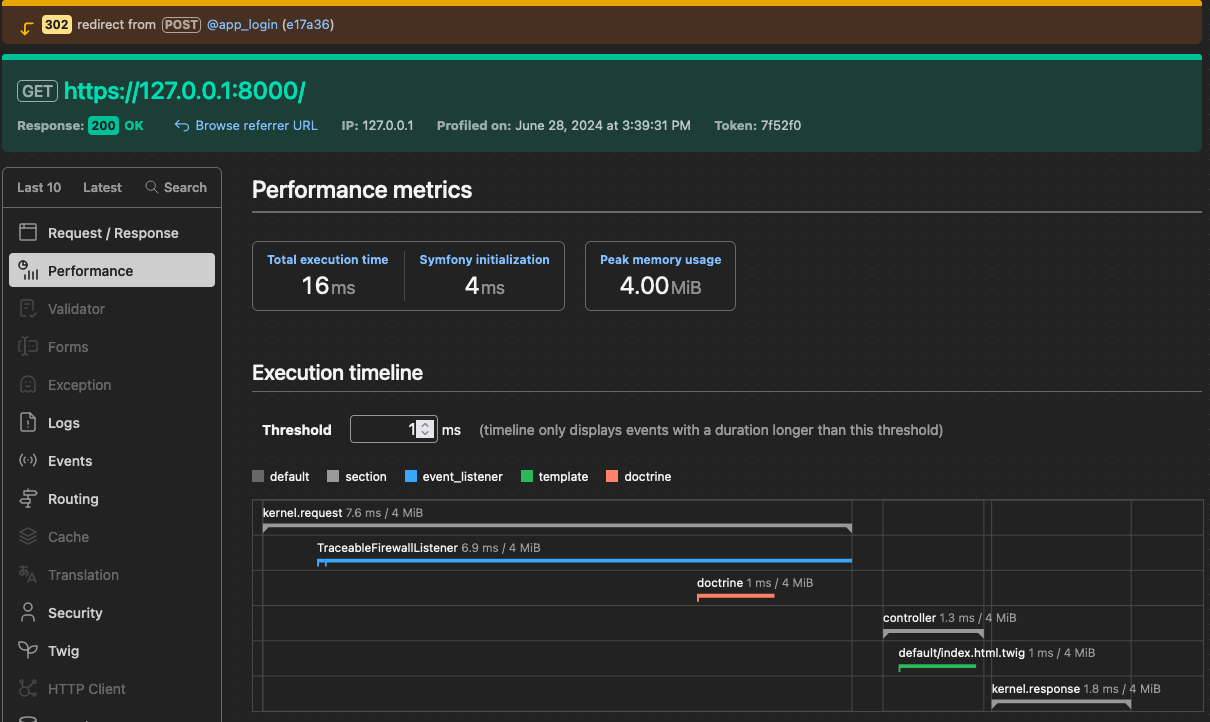 302 redirect from POST @app_login (e17a36)
GET https://127.0.0.1:8000/
Response: 200 OK Browse referrer URL IP: 127.0.0.1 Profiled on: June 28, 2024 at 3:39:31 PM Token: 7f52f0
Last 10 Latest Search
Request / Response
Performance
Validator
Forms
Exception
Logs
Events
Routing
Cache
Translation
Security
Twig
HTTP Client
Performance metrics
Total execution time
16 ms
Symfony initialization
4 ms
Peak memory usage
4.00 MiB
Execution timeline
Threshold 1 ms (timeline only displays events with a duration longer than this threshold)
default section event_listener template doctrine
kernel.request 7.6 ms / 4 MiB
TraceableFirewallListener 6.9 ms / 4 MiB
doctrine 1 ms / 4 MiB
controller 1.3 ms / 4 MiB
default/index.html.twig 1 ms / 4 MiB
kernel.response 1.8 ms / 4 MiB